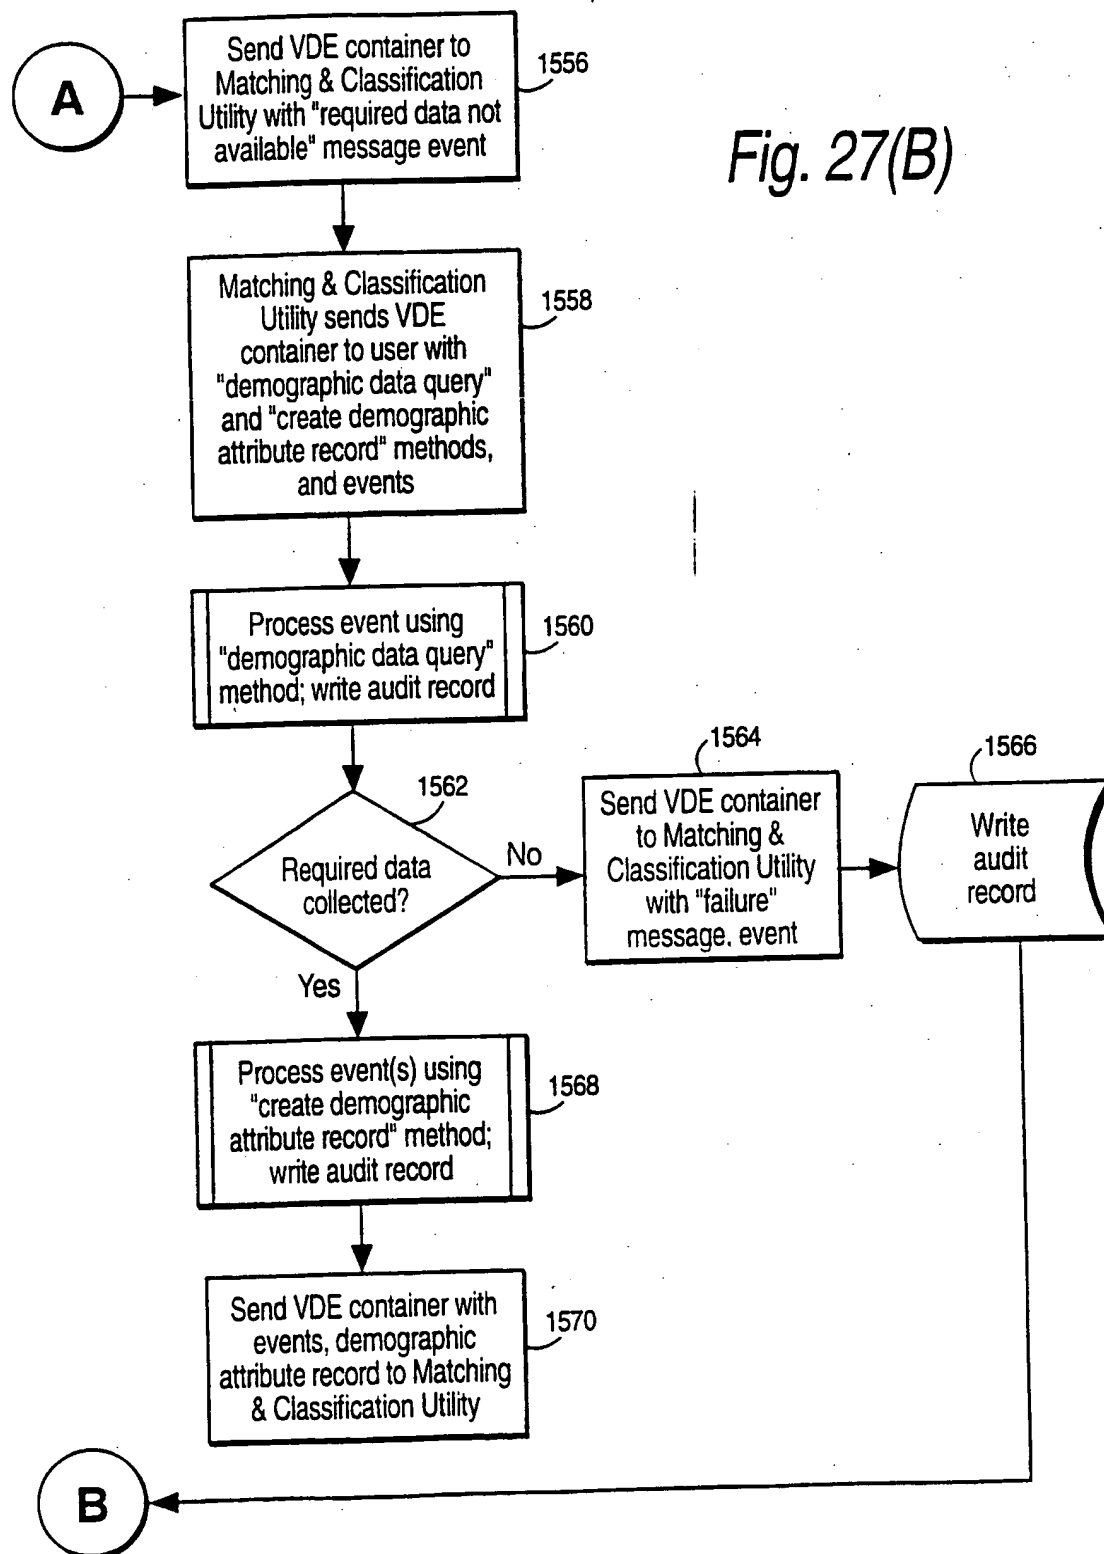 A
Send VDE container to
Matching & Classification
Utility with "required data not
available" message event
1556
Fig. 27(B)
Matching & Classification
Utility sends VDE
container to user with
"demographic data query"
and "create demographic
attribute record" methods,
and events
1558
Process event using
"demographic data query"
method; write audit record
1560
Required data
collected?
1562
No
Yes
Send VDE container
to Matching &
Classification Utility
with "failure"
message, event
1564
Write
audit
record
1566
Process event(s) using
"create demographic
attribute record" method;
write audit record
1568
Send VDE container with
events, demographic
attribute record to Matching
& Classification Utility
1570
B